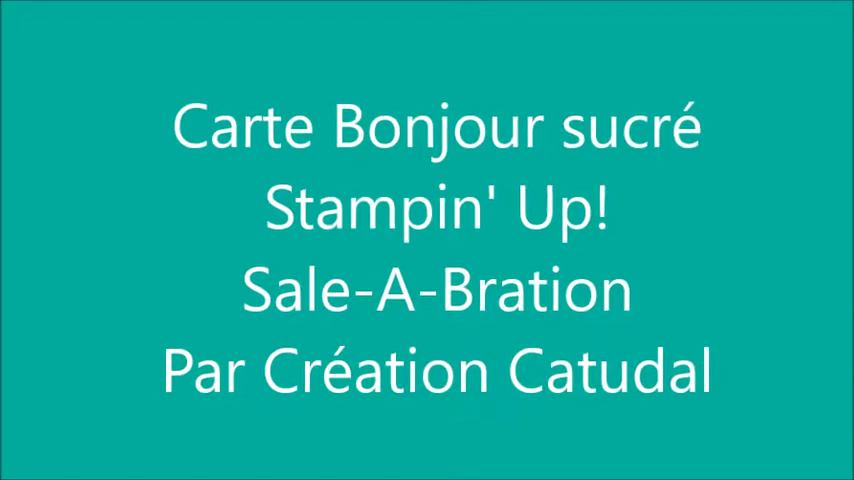 Carte Bonjour sucré
Stampin' Up!
Sale-A-Bration
Par Création Catudal